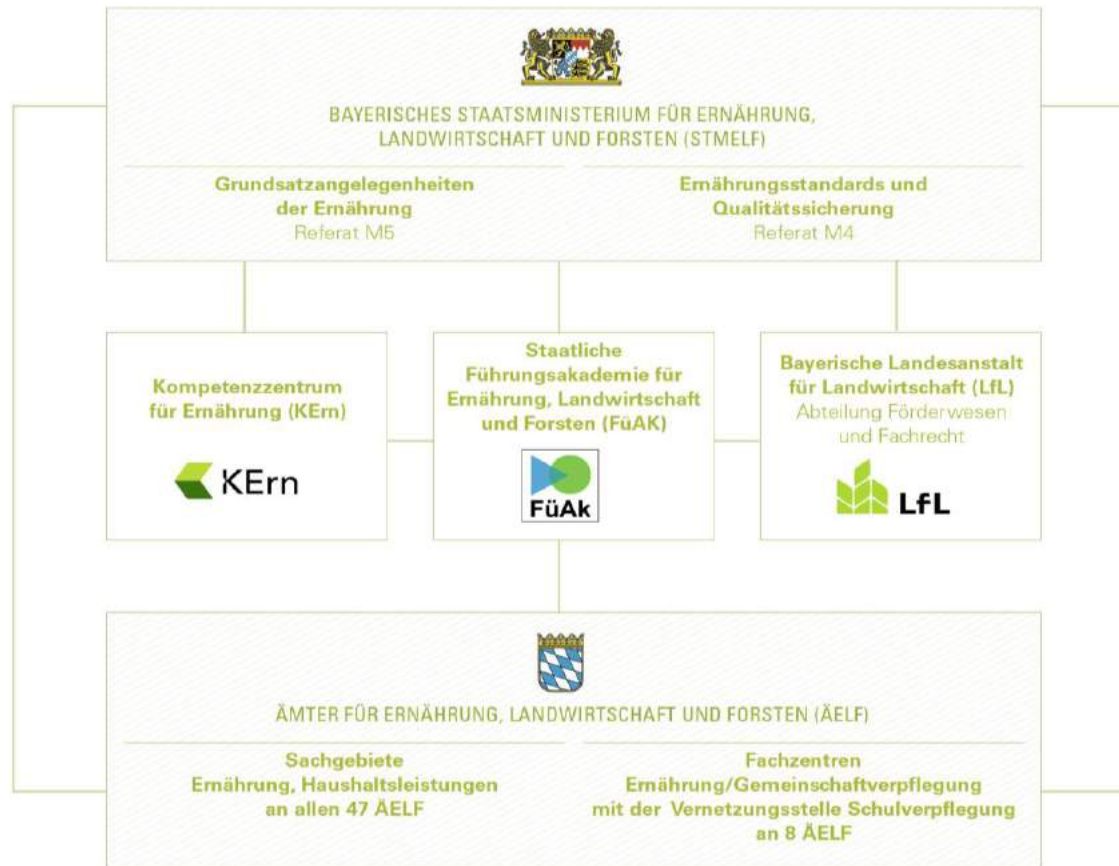 BAYERISCHES STAATSMINISTERIUM FÜR ERNÄHRUNG,
LANDWIRTSCHAFT UND FORSTEN (STMELF)
Grundsatzangelegenheiten
der Ernährung
Referat M5
Ernährungsstandards und
Qualitätssicherung
Referat M4
Kompetenzzentrum
für Ernährung (KErn)
KErn
Staatliche
Führungsakademie für
Ernährung, Landwirtschaft
und Forsten (FüAK)
FüAk
Bayerische Landesanstalt
für Landwirtschaft (LfL)
Abteilung Förderwesen
und Fachrecht
LfL
ÄMTER FÜR ERNÄHRUNG, LANDWIRTSCHAFT UND FORSTEN (ÄELF)
Sachgebiete
Ernährung, Haushaltsleistungen
an allen 47 ÄELF
Fachzentren
Ernährung/Gemeinschaftverpflegung
mit der Vernetzungsstelle Schulverpflegung
an 8 ÄELF